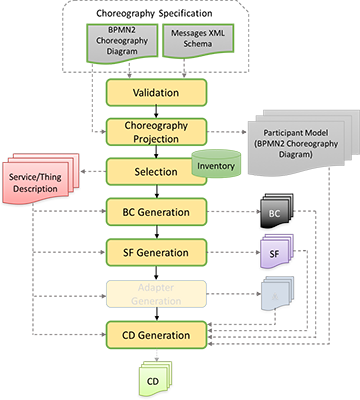 Choreography Specification
BPMN2
Choreography
Diagram
Messages XML
Schema
Validation
Choreography
Projection
Participant Model
(BPMN2 Choreography
Diagram)
Selection
Inventory
Service/Thing
Description
BC Generation
BC
SF Generation
SF
Adapter
Generation
A
CD Generation
CD